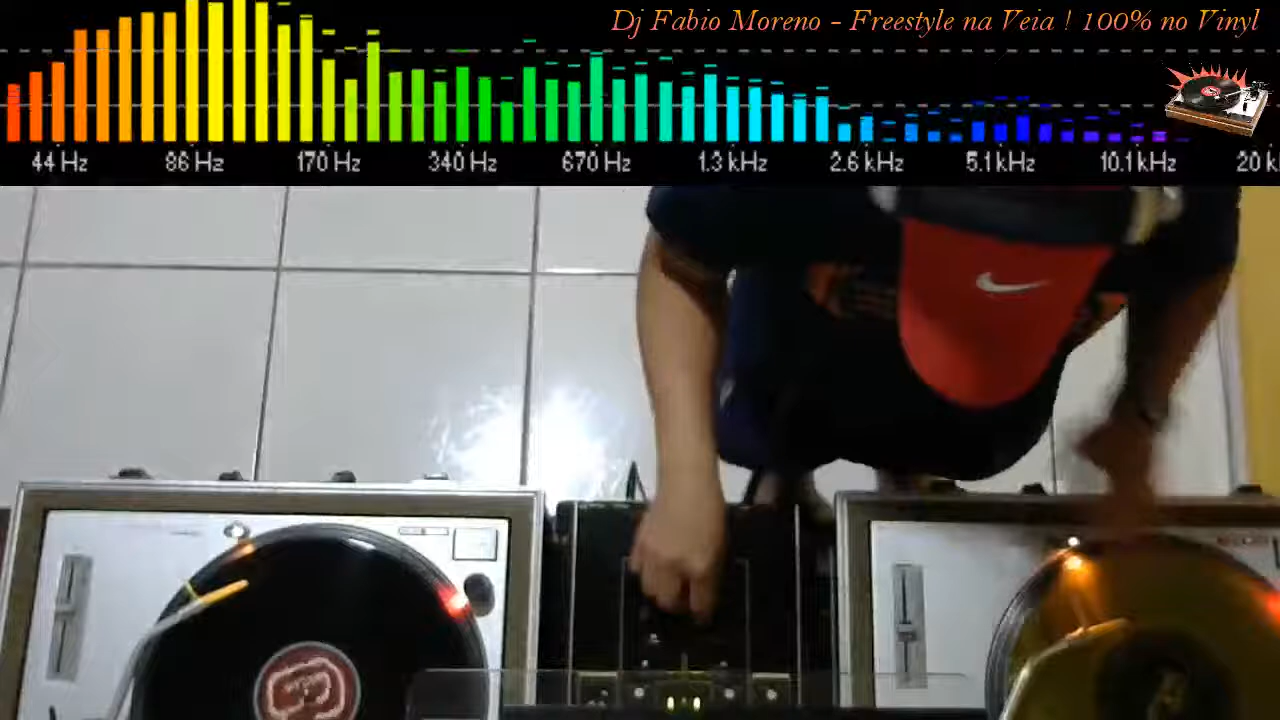 Dj Fabio Moreno - Freestyle na Veia ! 100% no Vinyl
44 Hz 86 Hz 170 Hz 340 Hz 670 Hz 1.3 kHz 2.6 kHz 5.1 kHz 10.1 kHz 20 k